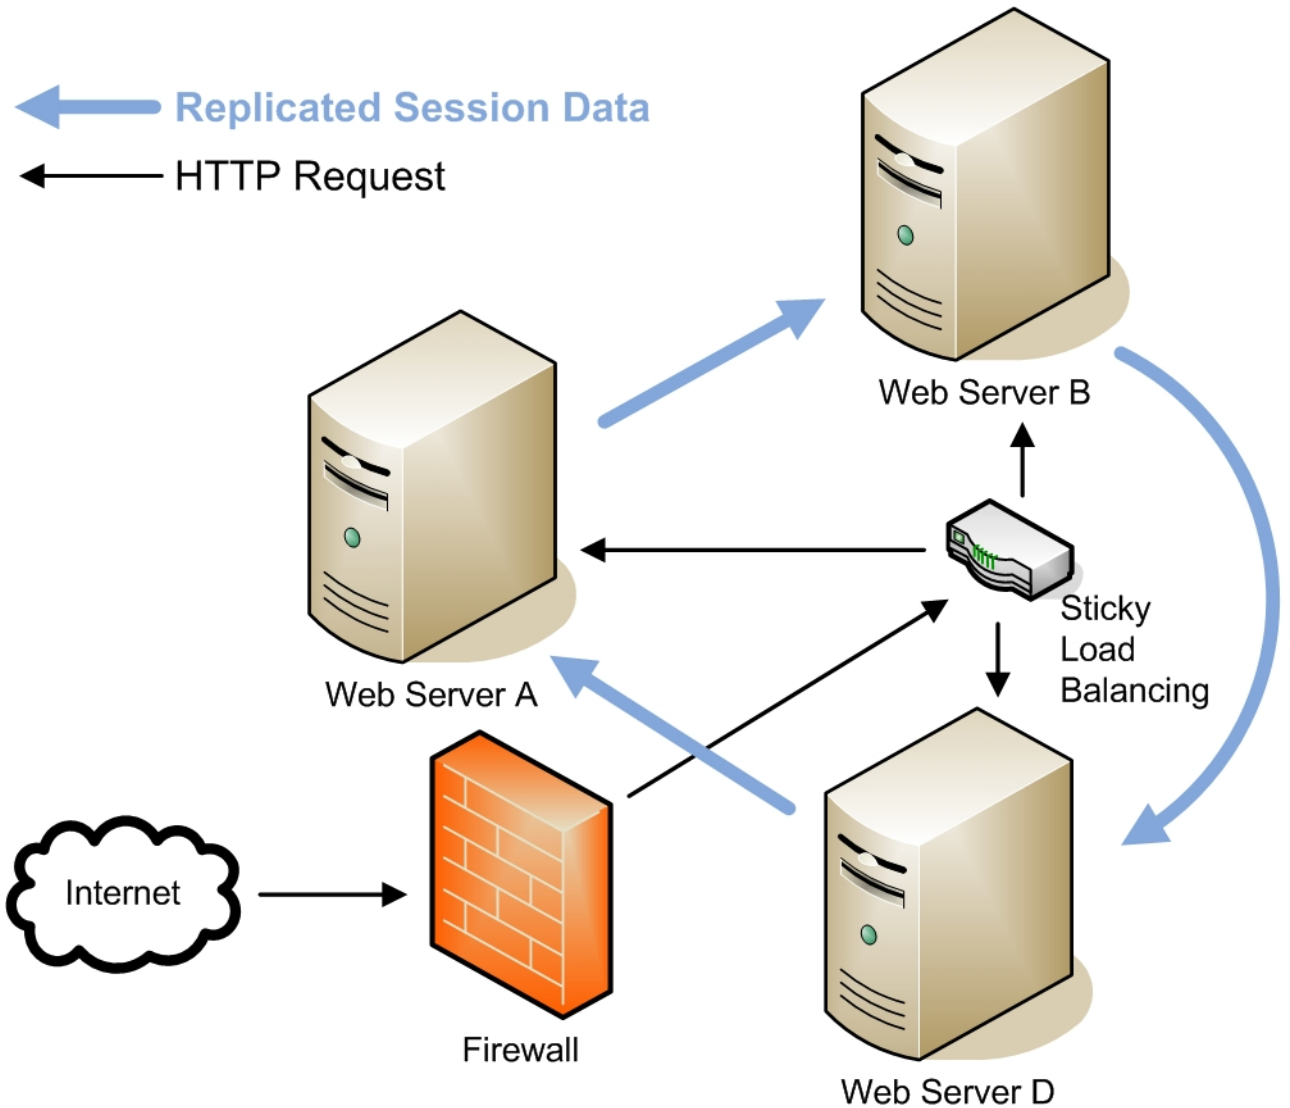 Replicated Session Data
HTTP Request
Web Server B
Sticky
Load
Balancing
Web Server A
Internet
Firewall
Web Server D